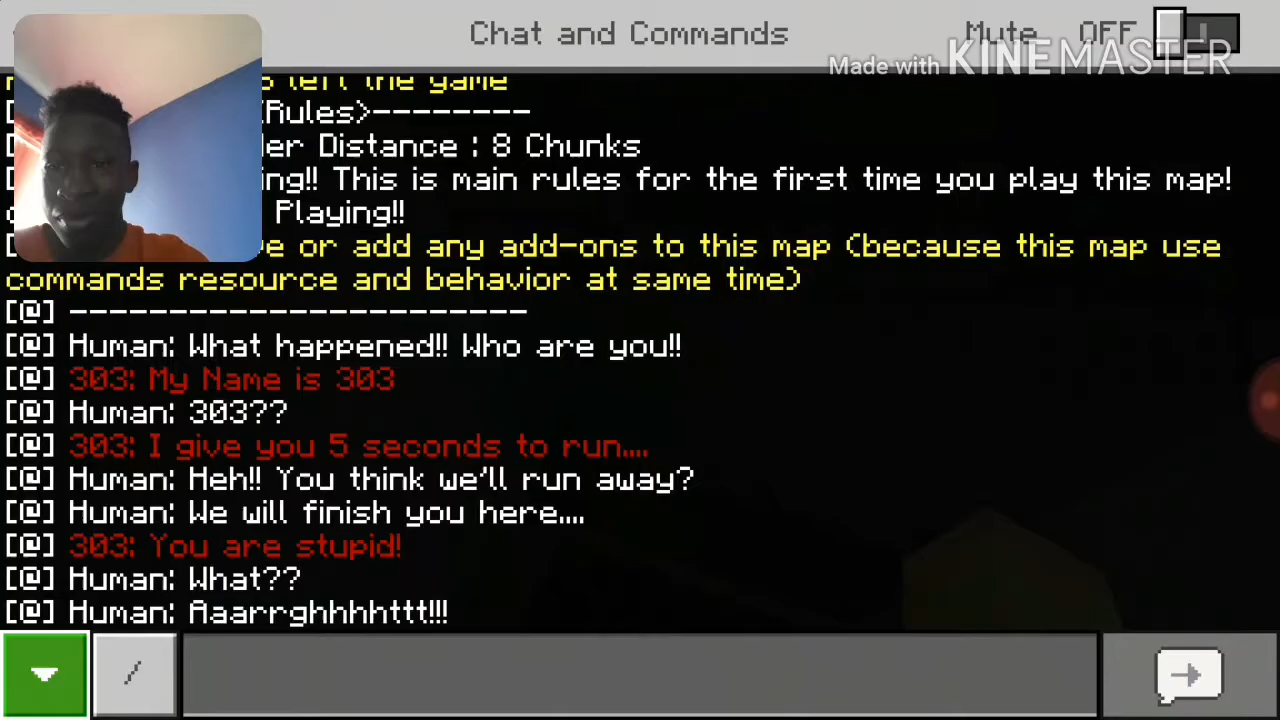 Chat and Commands
Mute OFF
Made with KINEMASTER
left the game
Rules>--------
Distance : 8 Chunks
This is main rules for the first time you play this map!
Playing!!
or add any add-ons to this map (because this map use
commands resource and behavior at same time)
[@] -----------------------
[@] Human: What happened!! Who are you!!
[@] 303: My Name is 303
[@] Human: 303??
[@] 303: I give you 5 seconds to run....
[@] Human: Heh!! You think we'll run away?
[@] Human: We will finish you here....
[@] 303: You are stupid!
[@] Human: What??
[@] Human: Aaarrghhhhttt!!!
/